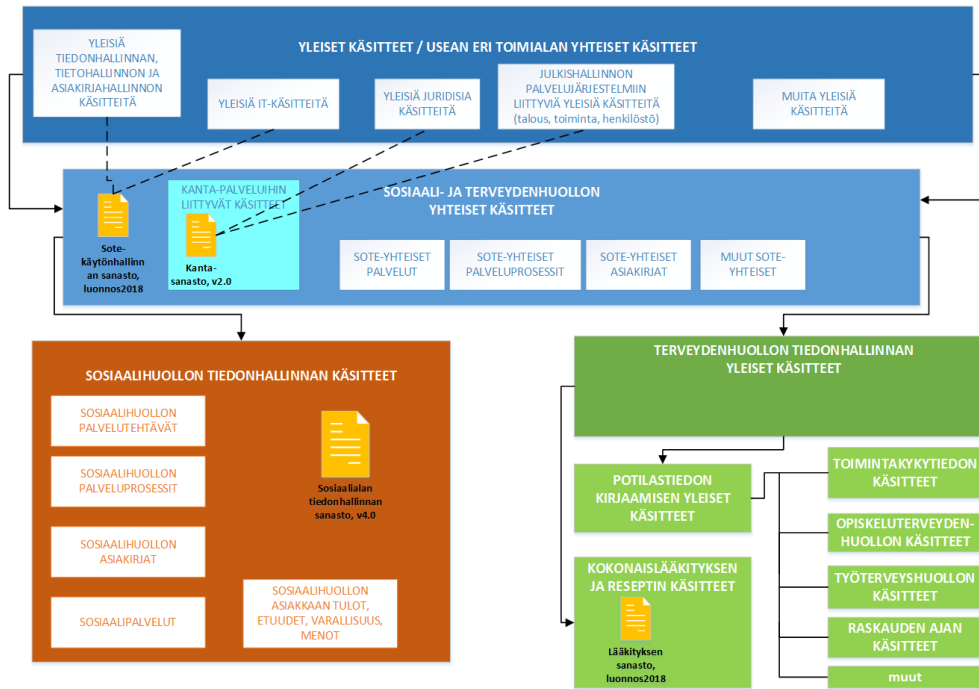 YLEISET KÄSITTEET / USEAN ERI TOIMIALAN YHTEISET KÄSITTEET
YLEISIÄ
TIEDONHALLINNAN,
TIETOHALLINNON JA
ASIAKIRJAHALLINNON
KÄSITTEITÄ
YLEISIÄ IT-KÄSITTEITÄ
YLEISIÄ JURIDISIA
KÄSITTEITÄ
JULKISHALLINNON
PALVELUJÄRJESTELMIIN
LIITTYVIÄ YLEISIÄ KÄSITTEITÄ
(talous, toiminta, henkilöstö)
MUITA YLEISIÄ
KÄSITTEITÄ
SOSIAALI- JA TERVEYDENHUOLLON
YHTEISET KÄSITTEET
Sote-
käytönhallinn
an sanasto,
luonnos2018
KANTA-PALVELUIHIN
LIITTYVÄT KÄSITTEET
Kanta-
sanasto, v2.0
SOTE-YHTEISET
PALVELUT
SOTE-YHTEISET
PALVELUPROSESSIT
SOTE-YHTEISET
ASIAKIRJAT
MUUT SOTE-
YHTEISET
SOSIAALIHUOLLON TIEDONHALLINNAN KÄSITTEET
SOSIAALIHUOLLON
PALVELUTEHTÄVÄT
SOSIAALIHUOLLON
PALVELUPROSESSIT
SOSIAALIHUOLLON
ASIAKIRJAT
SOSIAALIPALVELUT
Sosiaalialan
tiedonhallinnan
sanasto, v4.0
SOSIAALIHUOLLON
ASIAKKAAN TULOT,
ETUUDET, VARALLISUUS,
MENOT
TERVEYDENHUOLLON TIEDONHALLINNAN
YLEISET KÄSITTEET
POTILASTIEDON
KIRJAAMISEN YLEISET
KÄSITTEET
KOKONAISLÄÄKITYKSEN
JA RESEPTIN KÄSITTEET
Lääkityksen
sanasto,
luonnos2018
TOIMINTAKYKYTIEDON
KÄSITTEET
OPISKELUTERVEYDEN-
HUOLLON KÄSITTEET
TYÖTERVEYSHUOLLON
KÄSITTEET
RASKAUDEN AJAN
KÄSITTEET
muut